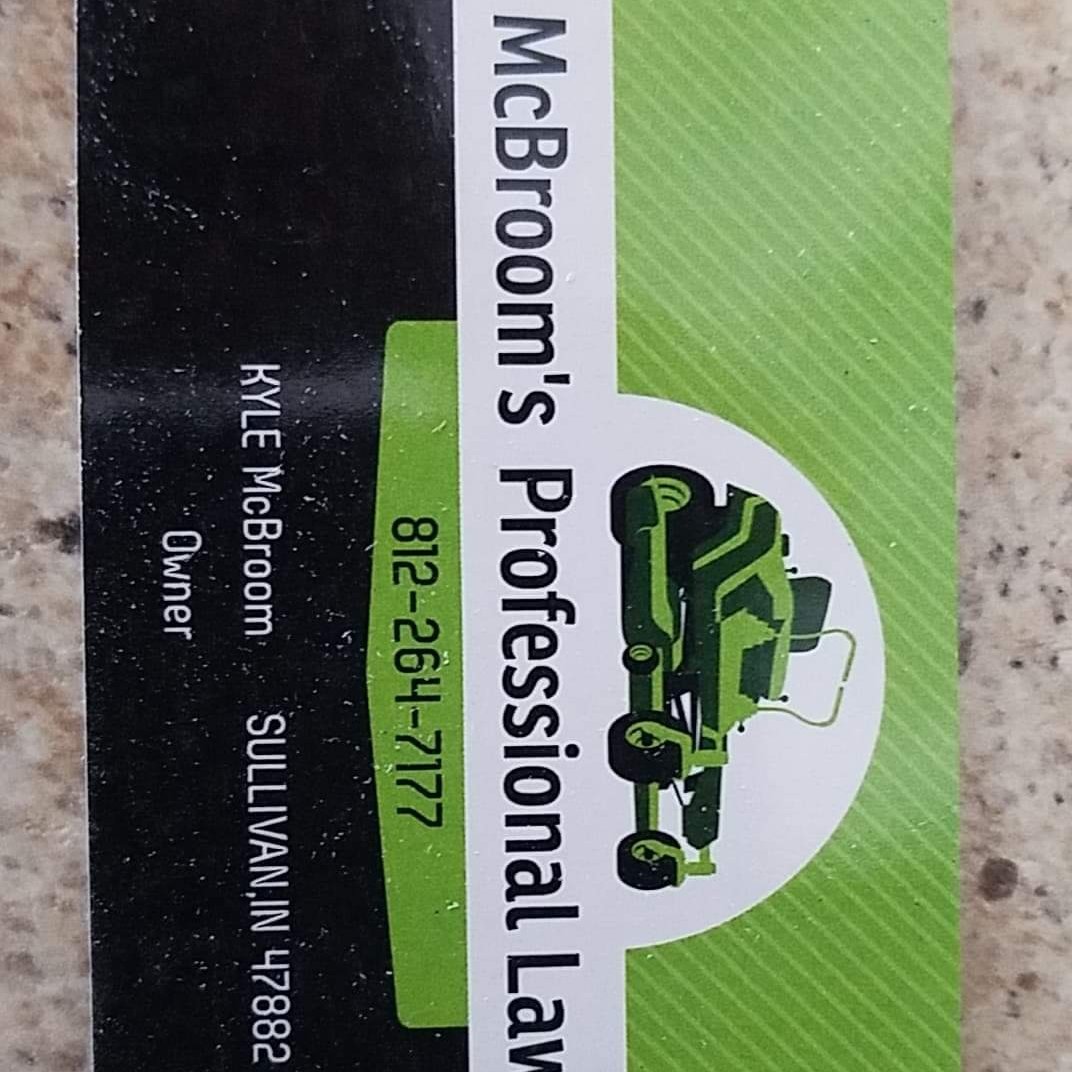 McBroom's Professional
812-264-7177
KYLE McBroom SULLIVAN,IN 47882
Owner